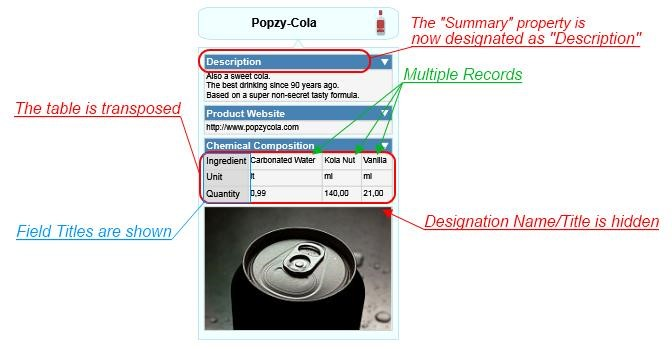 Popzy-Cola
The "Summary" property is
now designated as "Description"
Description
Also a sweet cola.
The best drinking since 90 years ago.
Based on a super non-secret tasty formula.
Multiple Records
The table is transposed
Product Website
http://www.popzycola.com
Chemical Composition
Ingredient Carbonated Water Kola Nut Vanilla
Unit lt ml ml
Quantity 0,99 140,00 21,00
Field Titles are shown
Designation Name/Title is hidden